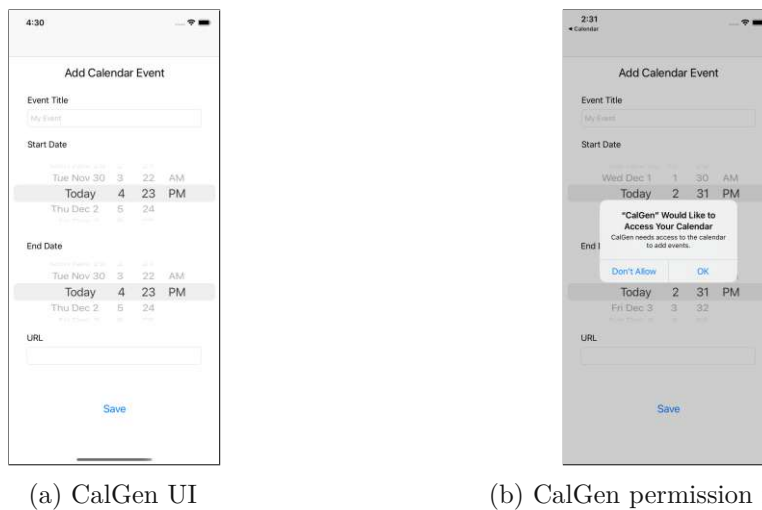 4:30
Add Calendar Event
Event Title
My Event
Start Date
Tue Nov 30 3 22 AM
Today 4 23 PM
Thu Dec 2 5 24
End Date
Tue Nov 30 3 22 AM
Today 4 23 PM
Thu Dec 2 5 24
URL
Save
(a) CalGen UI
2:31
◂ Calendar
Add Calendar Event
Event Title
My Event
Start Date
Wed Dec 1 1 30 AM
Today 2 31 PM
"CalGen" Would Like to
Access Your Calendar
CalGen needs access to the calendar
to add events.
Don't Allow OK
End
Today 2 31 PM
Fri Dec 3 3 32
URL
Save
(b) CalGen permission